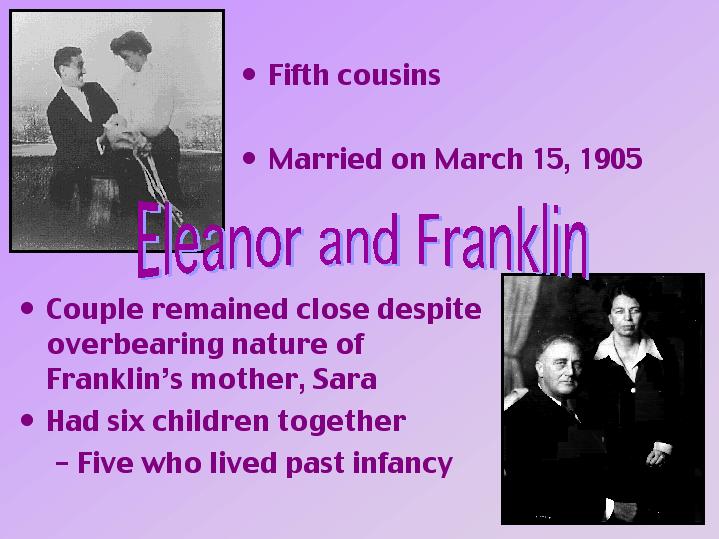 • Fifth cousins
• Married on March 15, 1905
Eleanor and Franklin
• Couple remained close despite
overbearing nature of
Franklin's mother, Sara
• Had six children together
– Five who lived past infancy